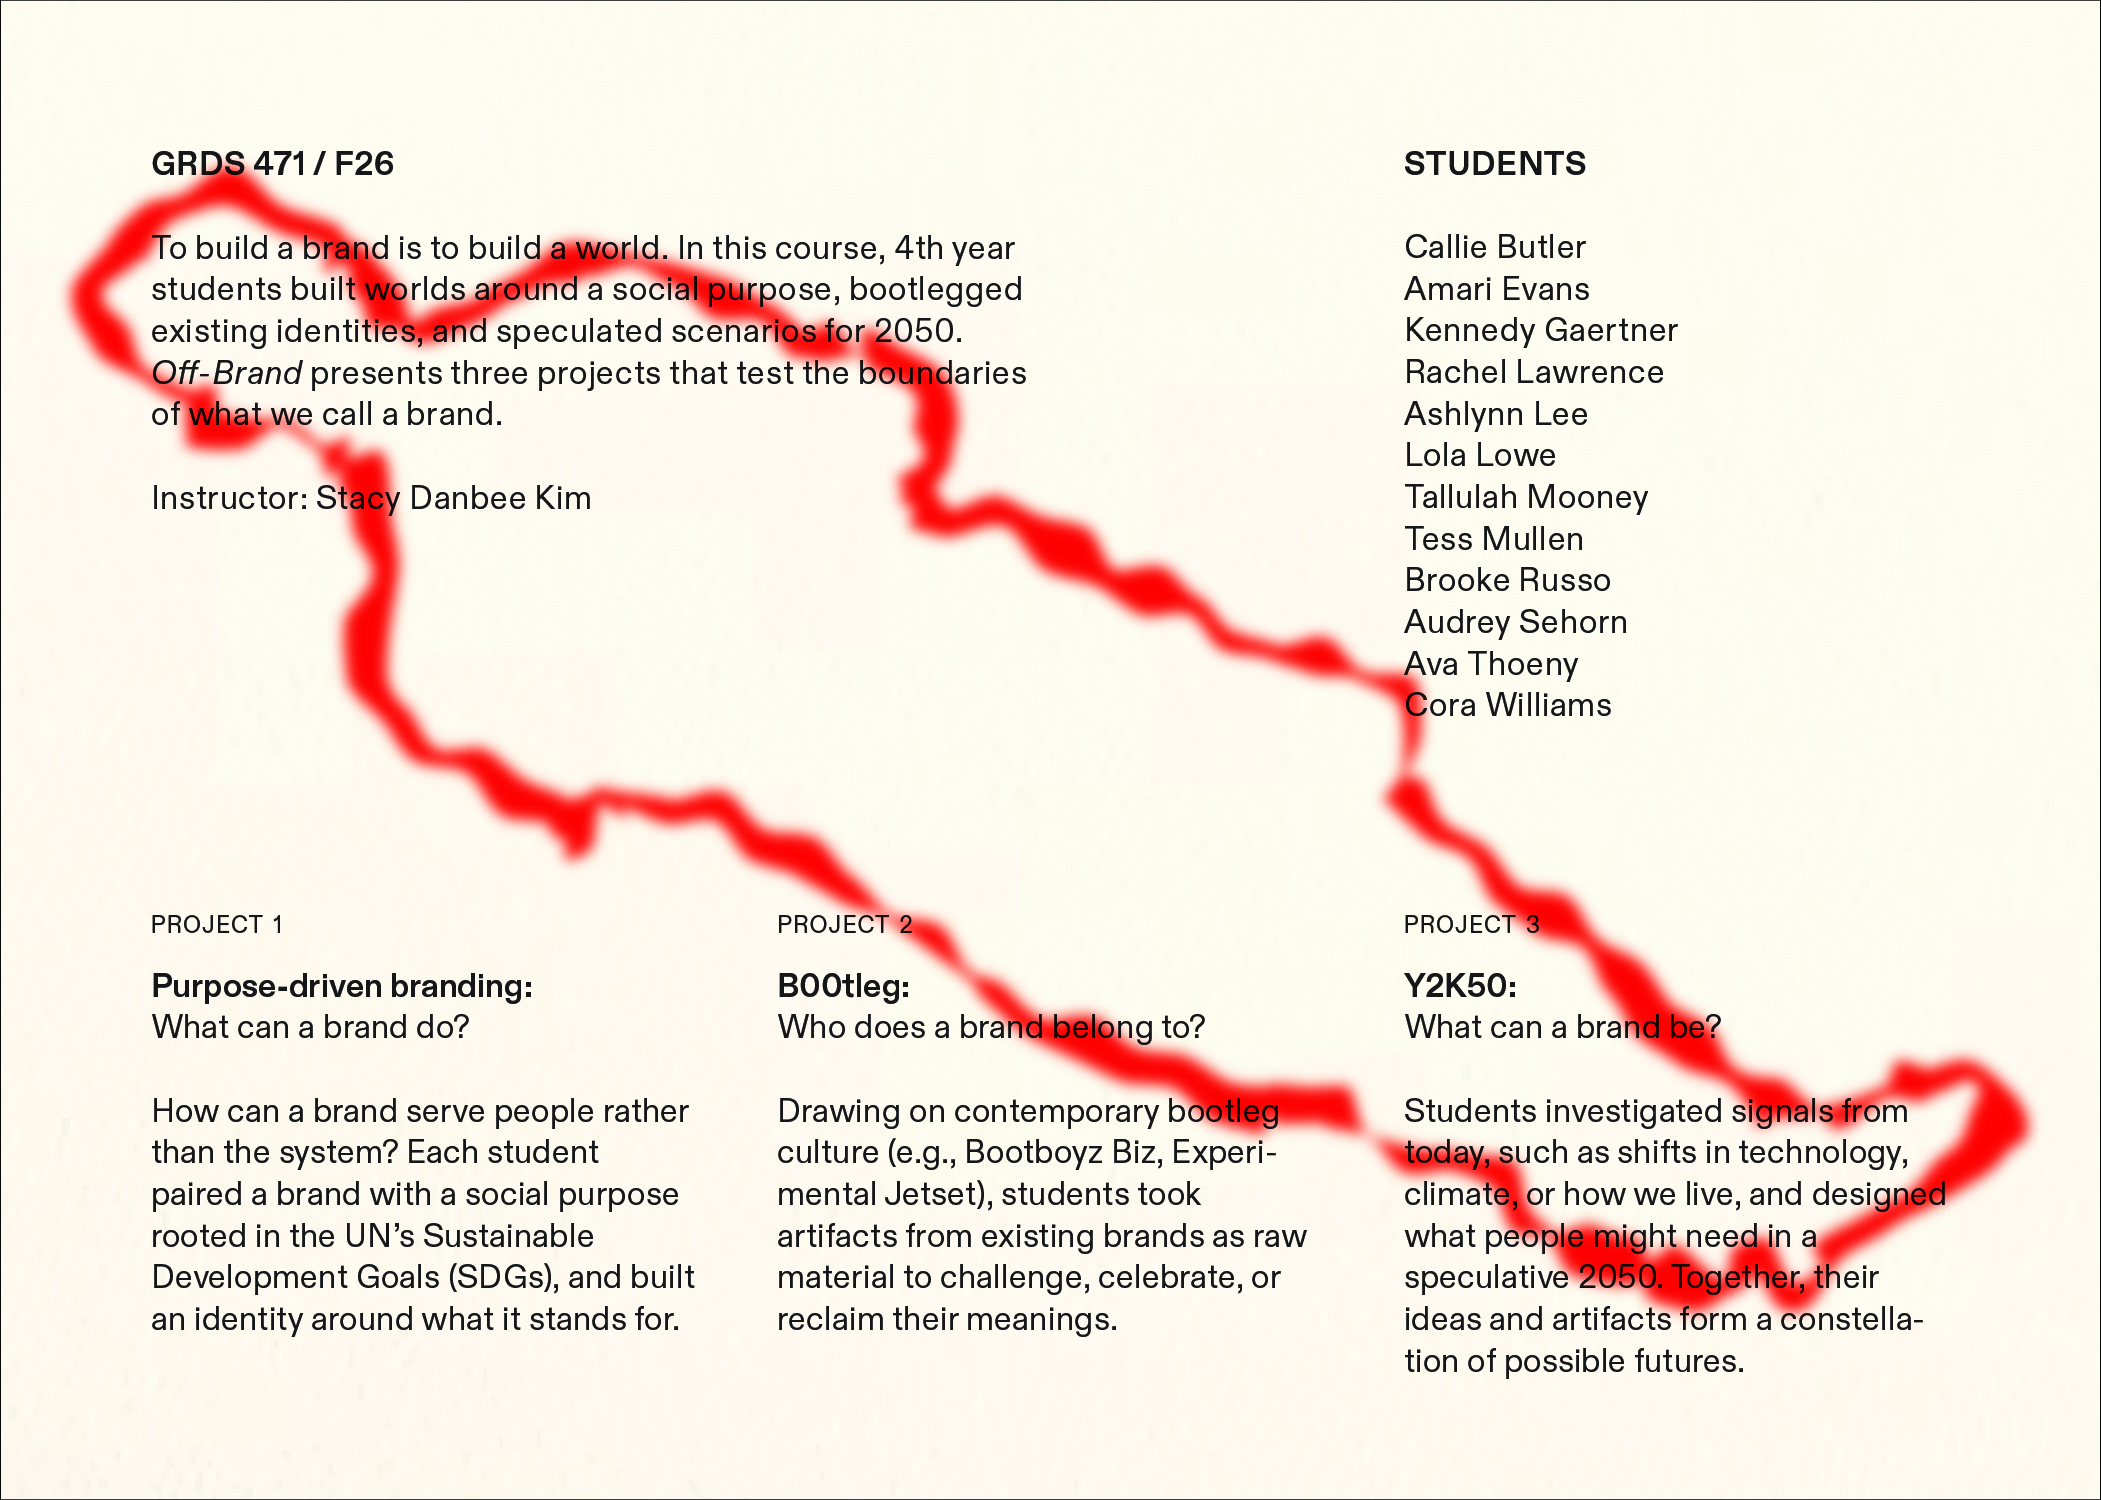 GRDS 471 / F26
To build a brand is to build a world. In this course, 4th year
students built worlds around a social purpose, bootlegged
existing identities, and speculated scenarios for 2050.
Off-Brand presents three projects that test the boundaries
of what we call a brand.
Instructor: Stacy Danbee Kim
STUDENTS
Callie Butler
Amari Evans
Kennedy Gaertner
Rachel Lawrence
Ashlynn Lee
Lola Lowe
Tallulah Mooney
Tess Mullen
Brooke Russo
Audrey Sehorn
Ava Thoeny
Cora Williams
PROJECT 1
Purpose-driven branding:
What can a brand do?
How can a brand serve people rather
than the system? Each student
paired a brand with a social purpose
rooted in the UN’s Sustainable
Development Goals (SDGs), and built
an identity around what it stands for.
PROJECT 2
B00tleg:
Who does a brand belong to?
Drawing on contemporary bootleg
culture (e.g., Bootboyz Biz, Experi-
mental Jetset), students took
artifacts from existing brands as raw
material to challenge, celebrate, or
reclaim their meanings.
PROJECT 3
Y2K50:
What can a brand be?
Students investigated signals from
today, such as shifts in technology,
climate, or how we live, and designed
what people might need in a
speculative 2050. Together, their
ideas and artifacts form a constella-
tion of possible futures.